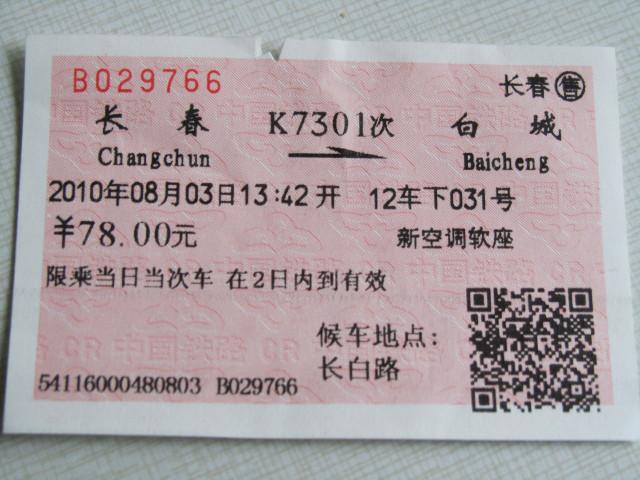 B029766 长春售
长春 K7301次 白城
Changchun Baicheng
2010年08月03日13:42开 12车下031号
¥78.00元 新空调软座
限乘当日当次车 在2日内到有效
候车地点:
长白路
54116000480803 B029766